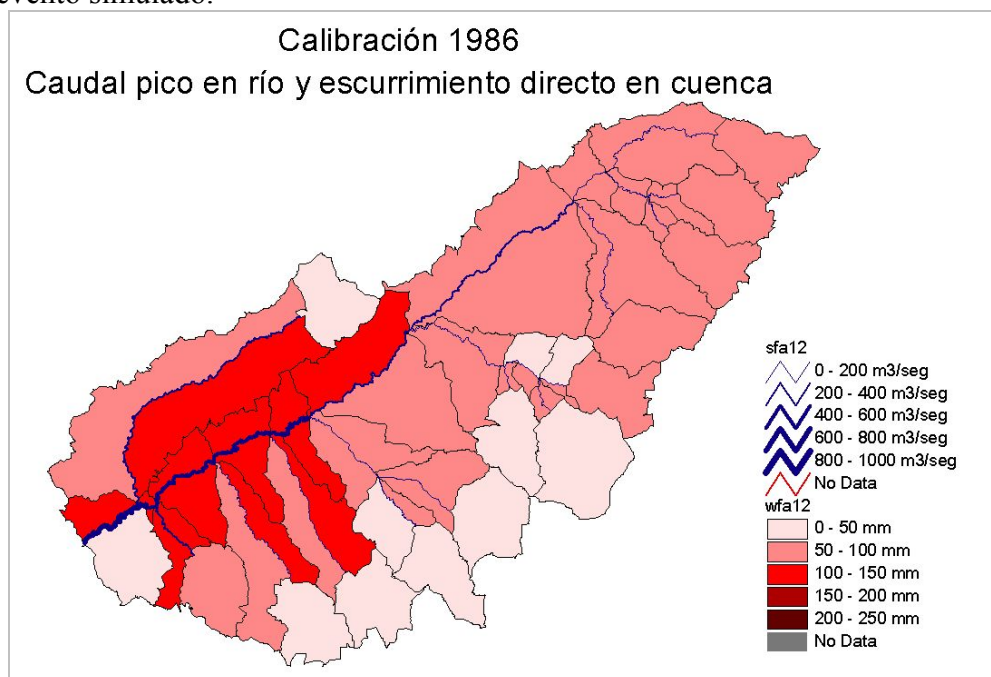 evento simulado.
Calibración 1986
Caudal pico en río y escurrimiento directo en cuenca
sfa12
0 - 200 m3/seg
200 - 400 m3/seg
400 - 600 m3/seg
600 - 800 m3/seg
800 - 1000 m3/seg
No Data
wfa12
0 - 50 mm
50 - 100 mm
100 - 150 mm
150 - 200 mm
200 - 250 mm
No Data